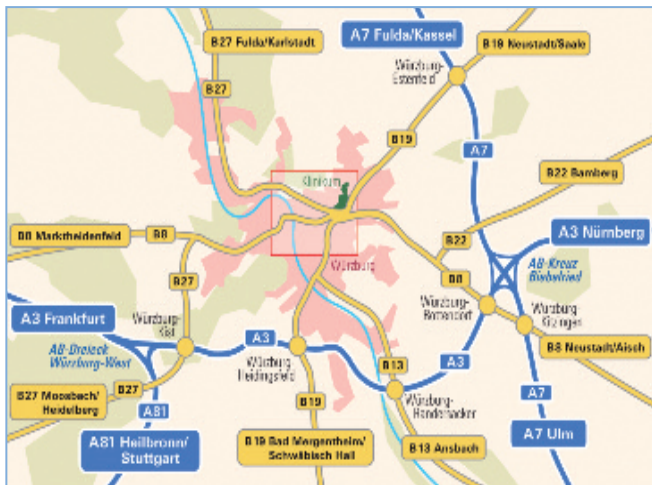 B27 Fulda/Karlstadt
A7 Fulda/Kassel
B19 Neustadt/Saale
Würzburg-
Estenfeld
B27
B19
A7
B22 Bamberg
Klinikum
B8 Marktheidenfeld
B8
B22
A3 Nürnberg
AB-Kreuz
Biebelried
Würzburg
B27
B8
A3 Frankfurt
Würzburg-
Kist
Würzburg-
Rottendorf
Würzburg-
Kitzingen
AB-Dreieck
Würzburg-West
A3
Würzburg-
Heidingsfeld
B13
A3
B8 Neustadt/Aisch
B27 Moosbach/
Heidelberg
B27
B19
Würzburg-
Randersacker
A7
A81
A81 Heilbronn/
Stuttgart
B19 Bad Mergentheim/
Schwäbisch Hall
B13 Ansbach
A7 Ulm